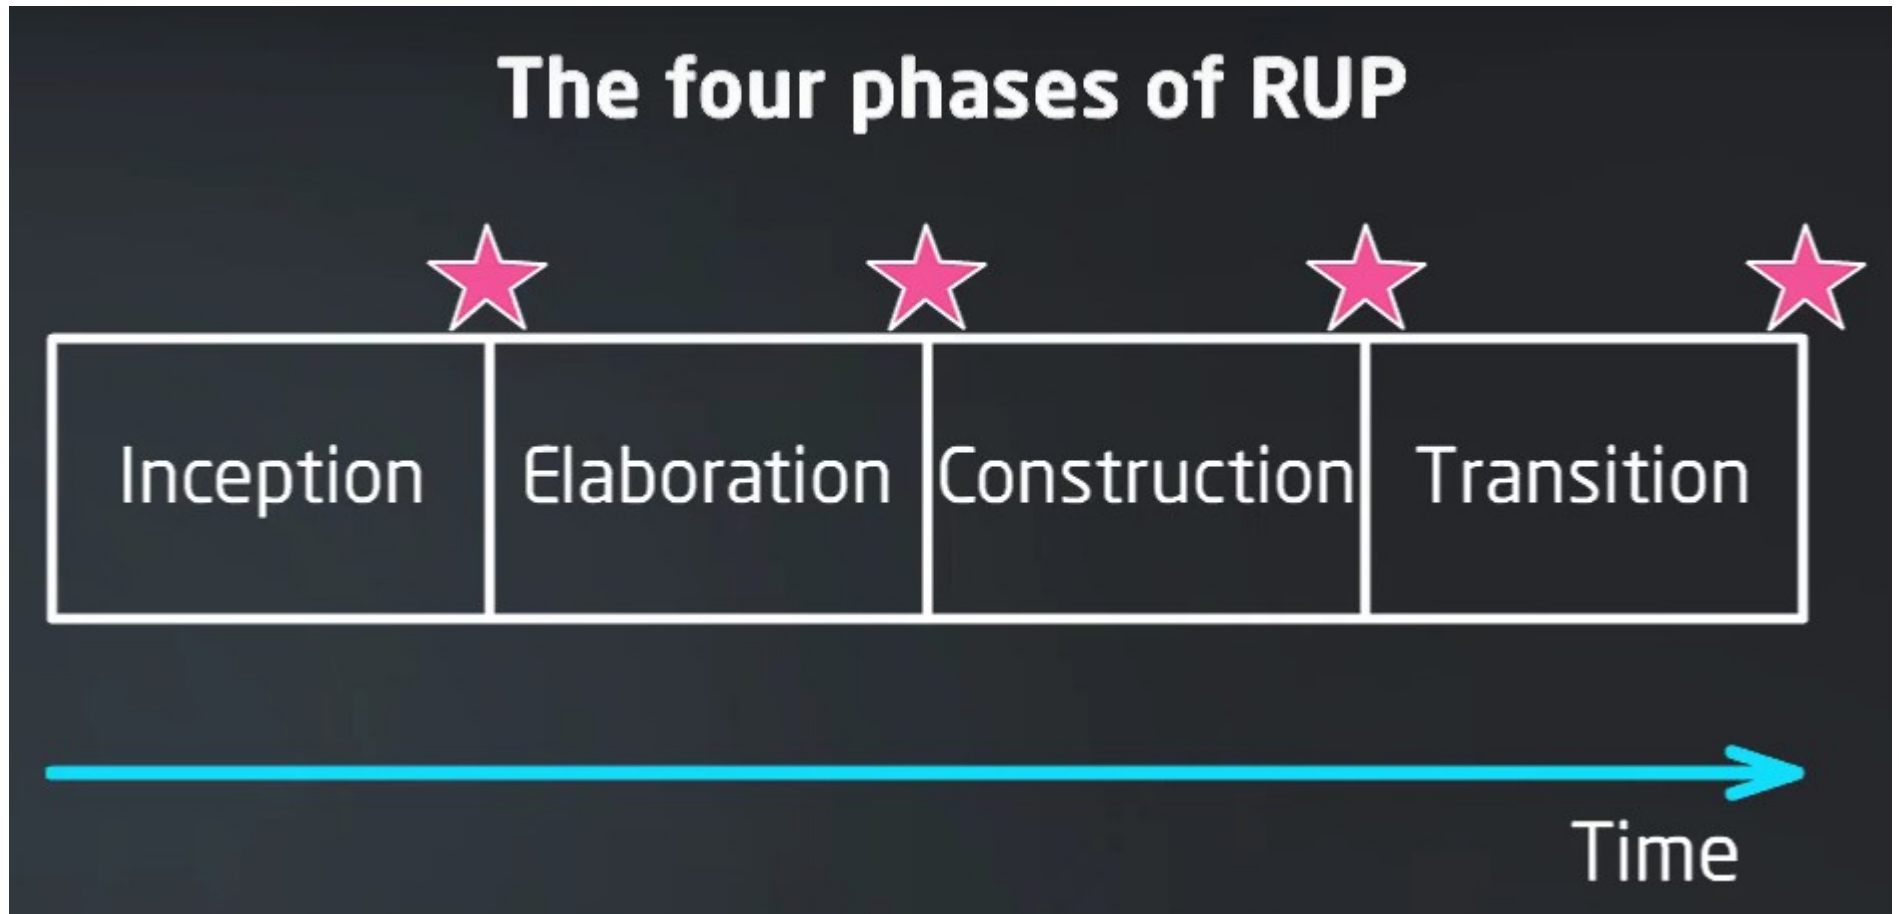 The four phases of RUP
Inception Elaboration Construction Transition
Time